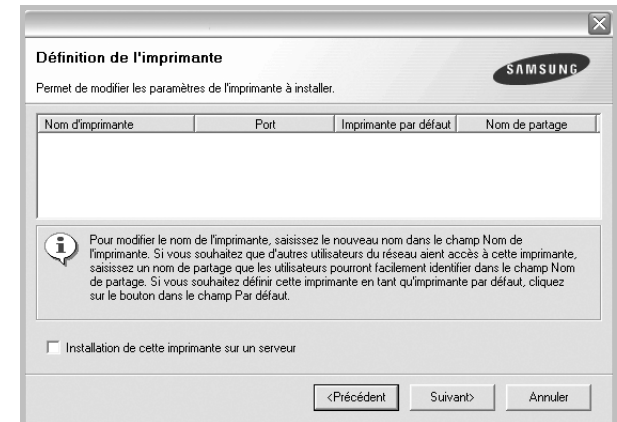 Définition de l'imprimante
SAMSUNG
Permet de modifier les paramètres de l'imprimante à installer.
Nom d'imprimante Port Imprimante par défaut Nom de partage
Pour modifier le nom de l'imprimante, saisissez le nouveau nom dans le champ Nom de
l'imprimante. Si vous souhaitez que d'autres utilisateurs du réseau aient accès à cette imprimante,
saisissez un nom de partage que les utilisateurs pourront facilement identifier dans le champ Nom
de partage. Si vous souhaitez définir cette imprimante en tant qu'imprimante par défaut, cliquez
sur le bouton dans le champ Par défaut.
Installation de cette imprimante sur un serveur
<Précédent Suivant> Annuler